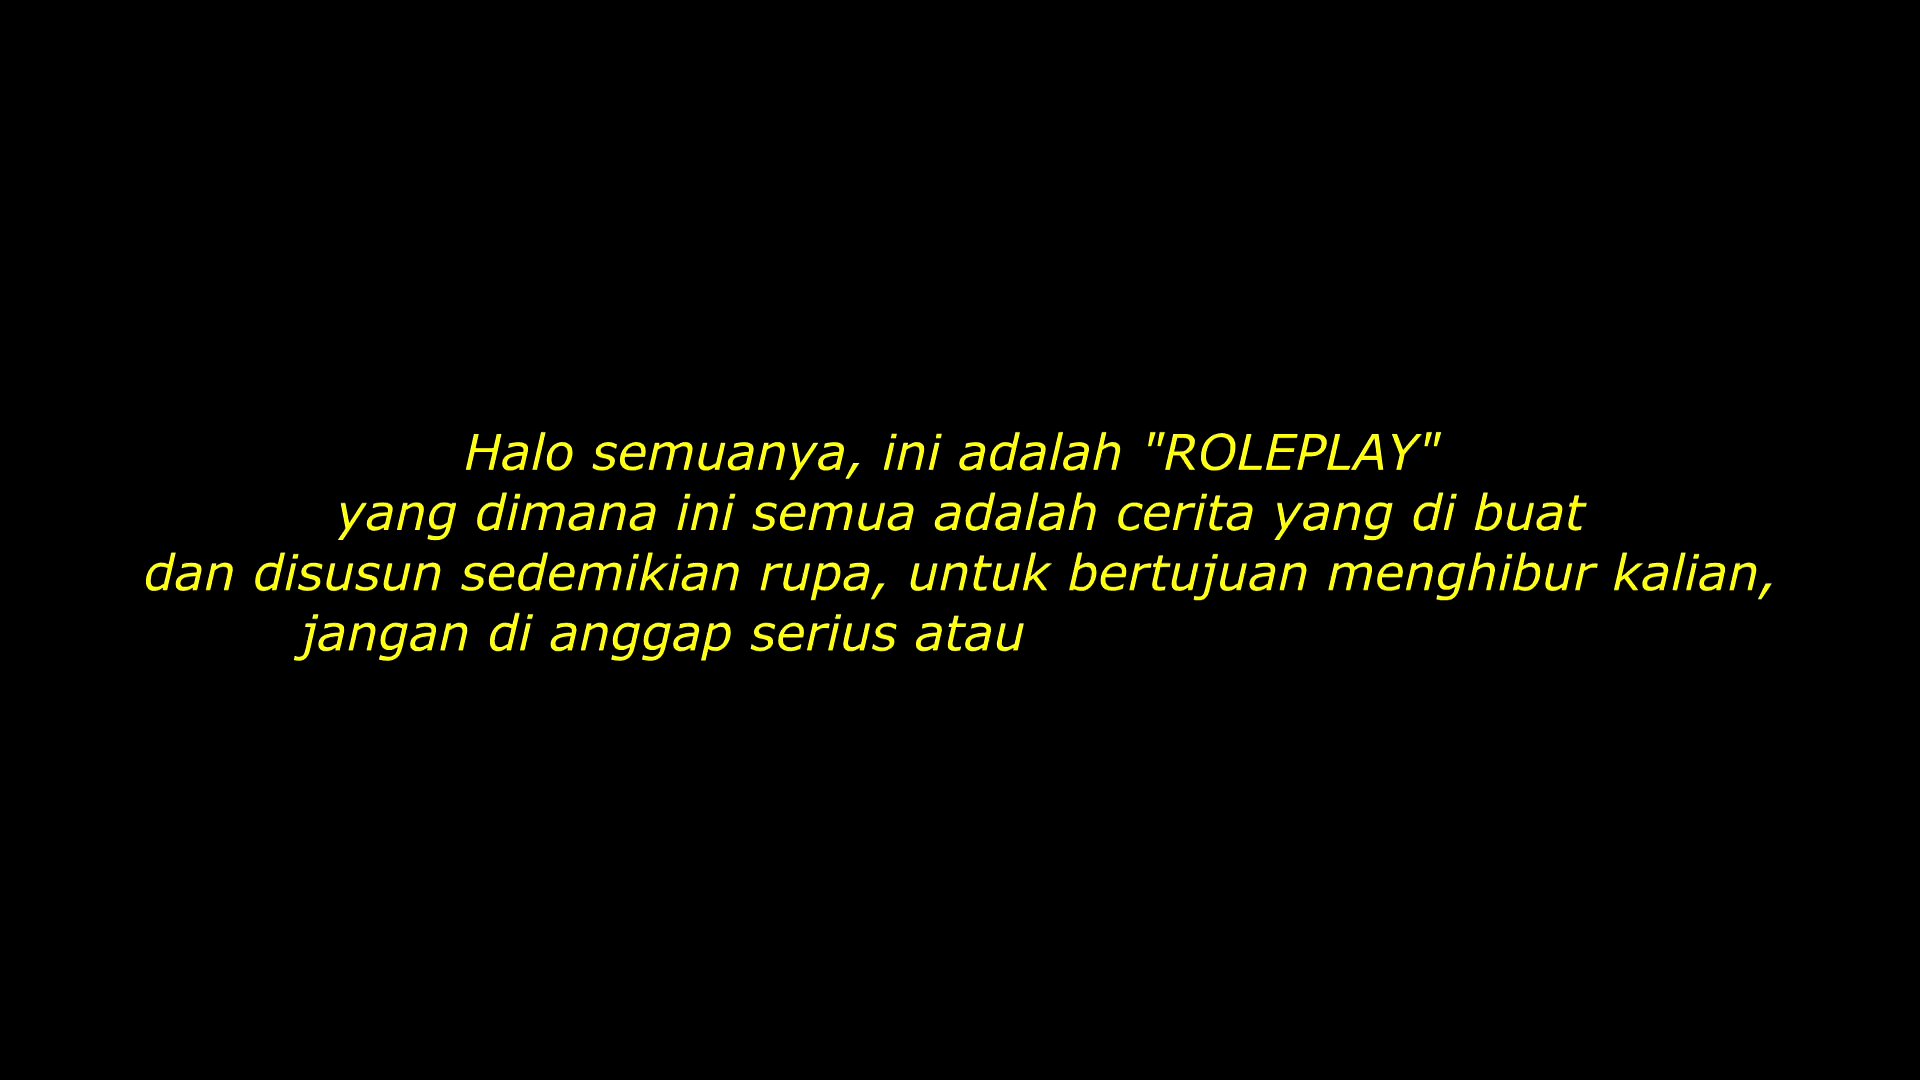 Halo semuanya, ini adalah "ROLEPLAY"
yang dimana ini semua adalah cerita yang di buat
dan disusun sedemikian rupa, untuk bertujuan menghibur kalian,
jangan di anggap serius atau